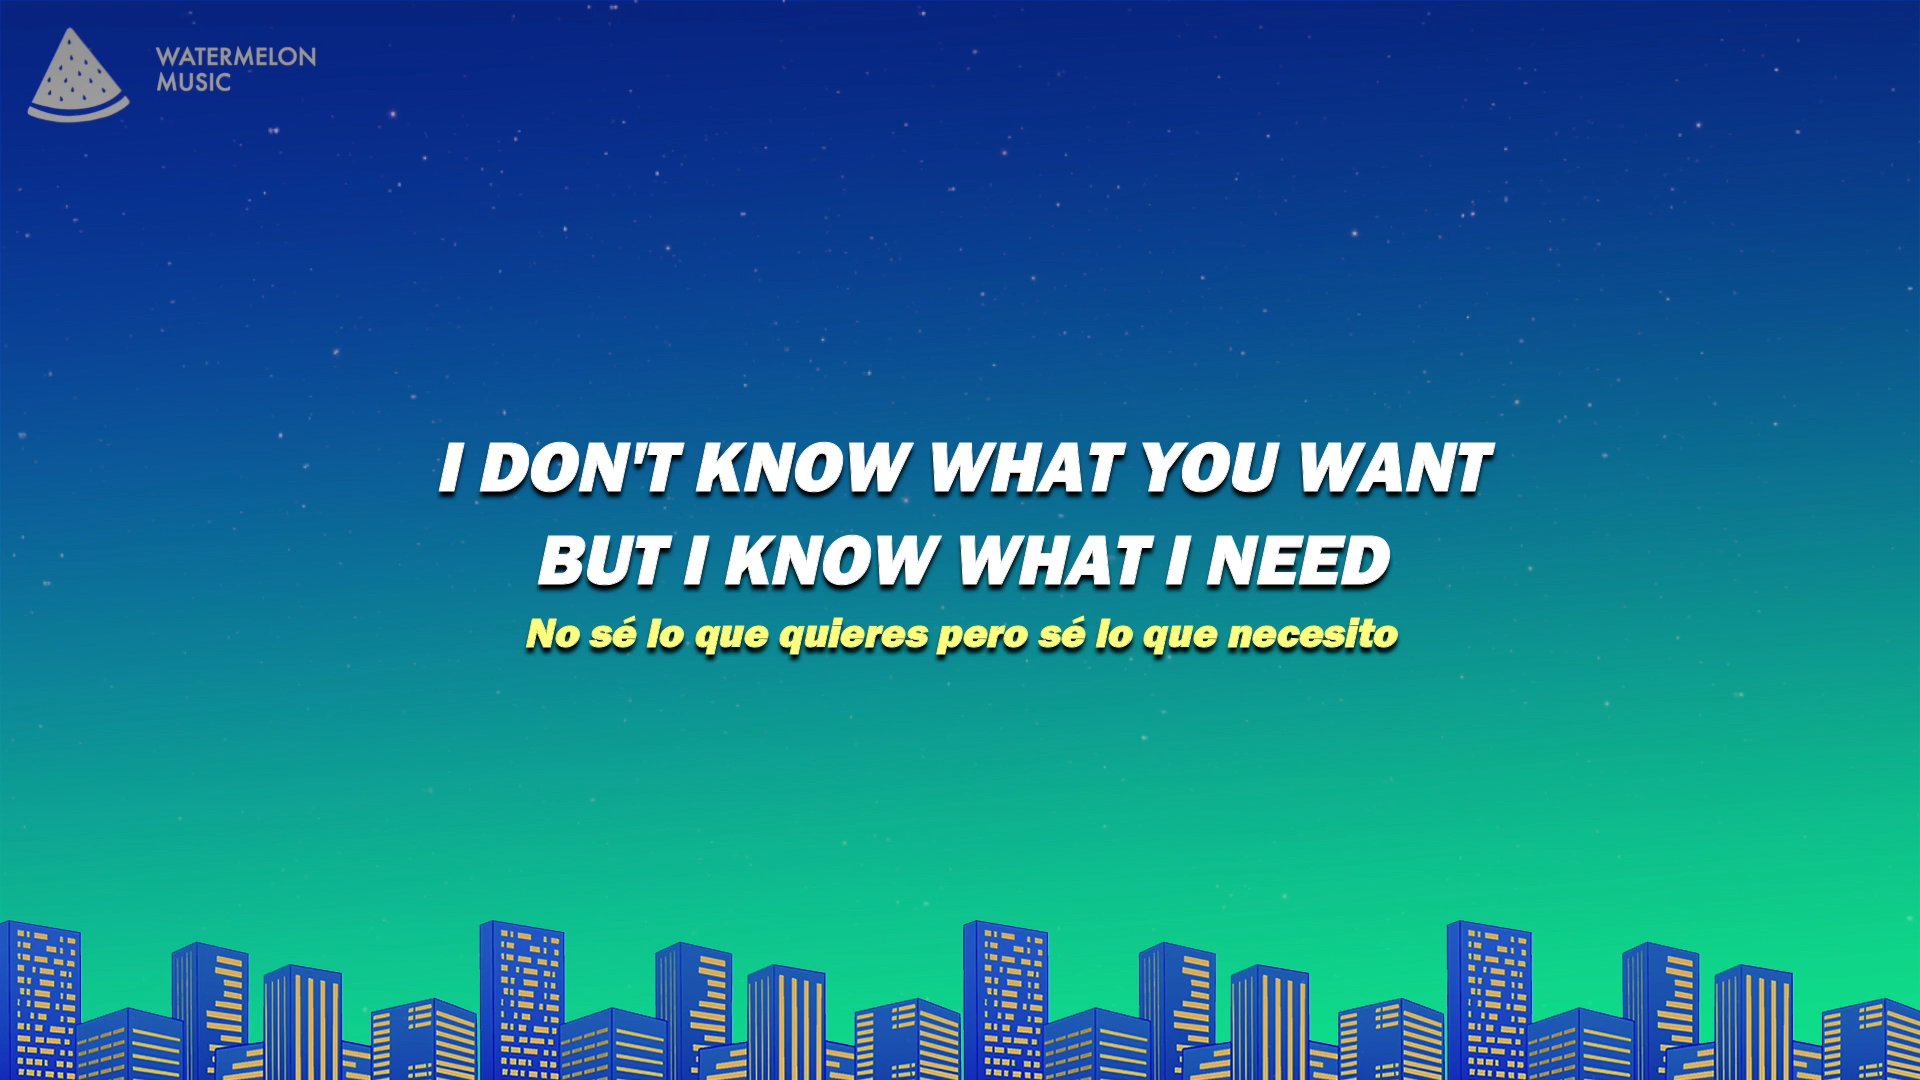 WATERMELON
MUSIC
I DON'T KNOW WHAT YOU WANT
BUT I KNOW WHAT I NEED
No sé lo que quieres pero sé lo que necesito